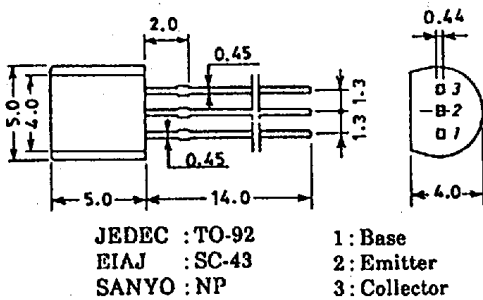 2.0
0.45
0.44
5.0
4.0
1.3
1.3
3
2
1
0.45
5.0
14.0
4.0
JEDEC : TO-92
EIAJ : SC-43
SANYO : NP
1 : Base
2 : Emitter
3 : Collector